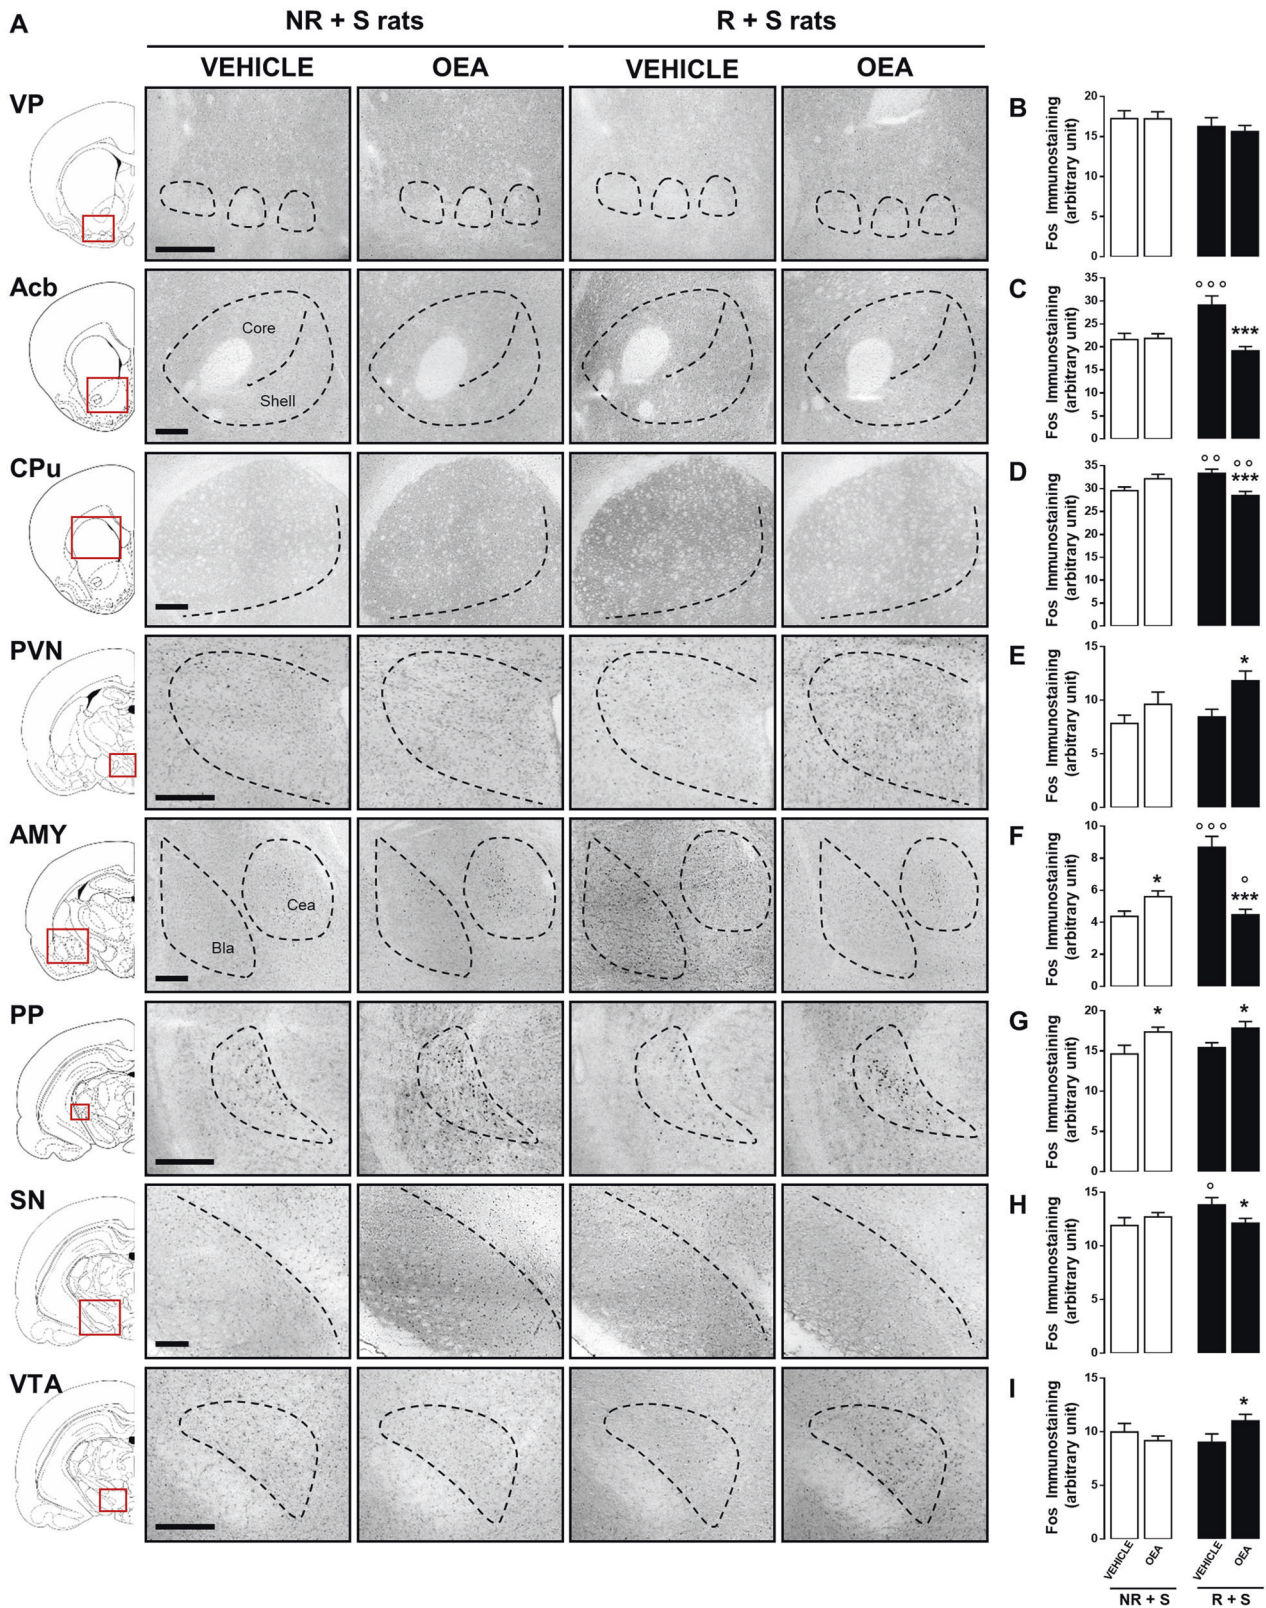 A
NR + S rats
R + S rats
VEHICLE
OEA
VEHICLE
OEA
VP
B
Fos Immunostaining
(arbitrary unit)
20
15
10
5
0
Acb
Core
Shell
C
Fos Immunostaining
(arbitrary unit)
35
30
25
20
15
10
5
0
°°°
***
CPu
D
Fos Immunostaining
(arbitrary unit)
35
30
25
20
15
10
5
0
°°
°°
***
PVN
E
Fos Immunostaining
(arbitrary unit)
15
10
5
0
*
AMY
Cea
Bla
F
Fos Immunostaining
(arbitrary unit)
10
8
6
4
2
0
*
°°°
°
***
PP
G
Fos Immunostaining
(arbitrary unit)
20
15
10
5
0
*
*
SN
H
Fos Immunostaining
(arbitrary unit)
15
10
5
0
°
*
VTA
I
Fos Immunostaining
(arbitrary unit)
15
10
5
0
*
VEHICLE
OEA
VEHICLE
OEA
NR + S
R + S